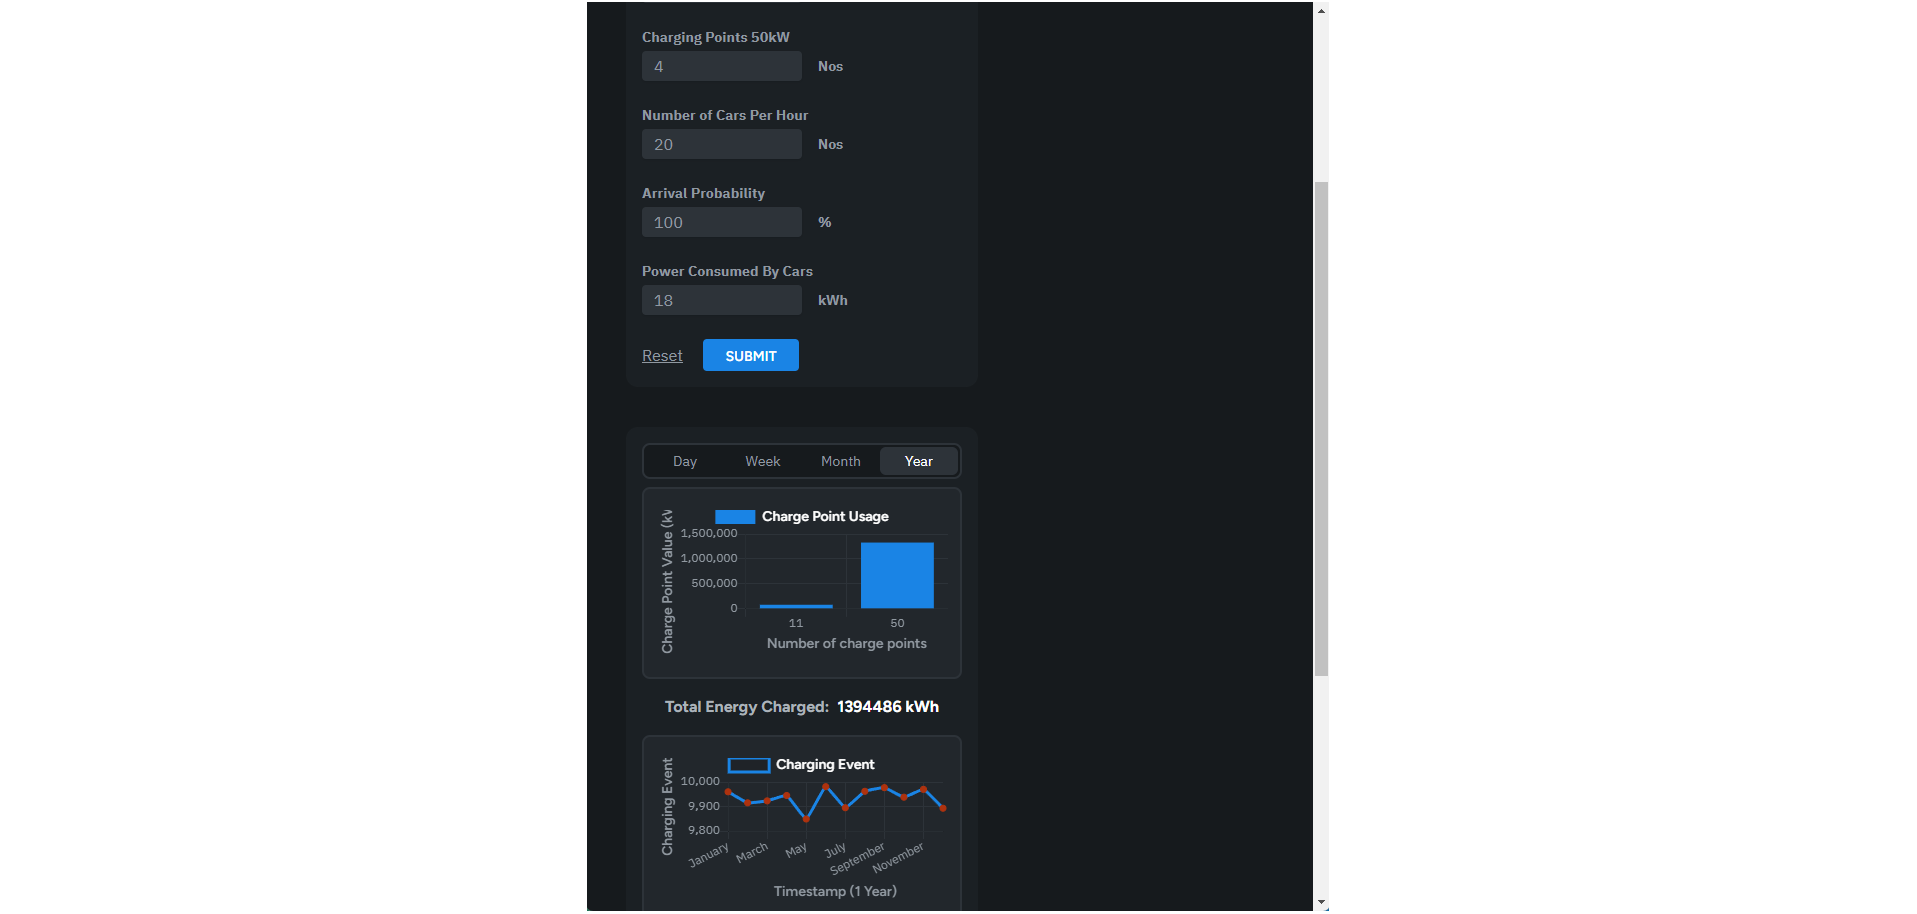 Charging Points 50kW
4 Nos
Number of Cars Per Hour
20 Nos
Arrival Probability
100 %
Power Consumed By Cars
18 kWh
Reset SUBMIT
Day Week Month Year
Charge Point Usage
Charge Point Value (kW
1,500,000
1,000,000
500,000
0
11 50
Number of charge points
Total Energy Charged: 1394486 kWh
Charging Event
Charging Event
10,000
9,900
9,800
January March May July September November
Timestamp (1 Year)